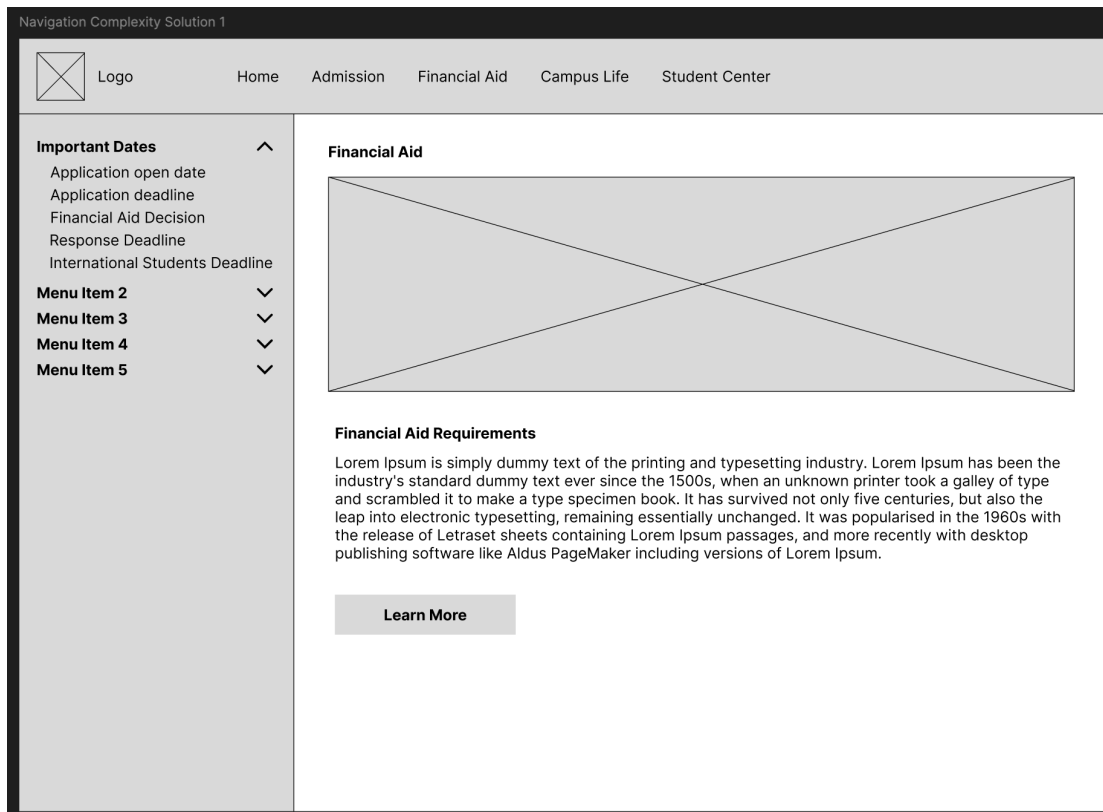 Navigation Complexity Solution 1
Logo
Home
Admission
Financial Aid
Campus Life
Student Center
Important Dates
Application open date
Application deadline
Financial Aid Decision
Response Deadline
International Students Deadline
Menu Item 2
Menu Item 3
Menu Item 4
Menu Item 5
Financial Aid
Financial Aid Requirements
Lorem Ipsum is simply dummy text of the printing and typesetting industry. Lorem Ipsum has been the
industry's standard dummy text ever since the 1500s, when an unknown printer took a galley of type
and scrambled it to make a type specimen book. It has survived not only five centuries, but also the
leap into electronic typesetting, remaining essentially unchanged. It was popularised in the 1960s with
the release of Letraset sheets containing Lorem Ipsum passages, and more recently with desktop
publishing software like Aldus PageMaker including versions of Lorem Ipsum.
Learn More